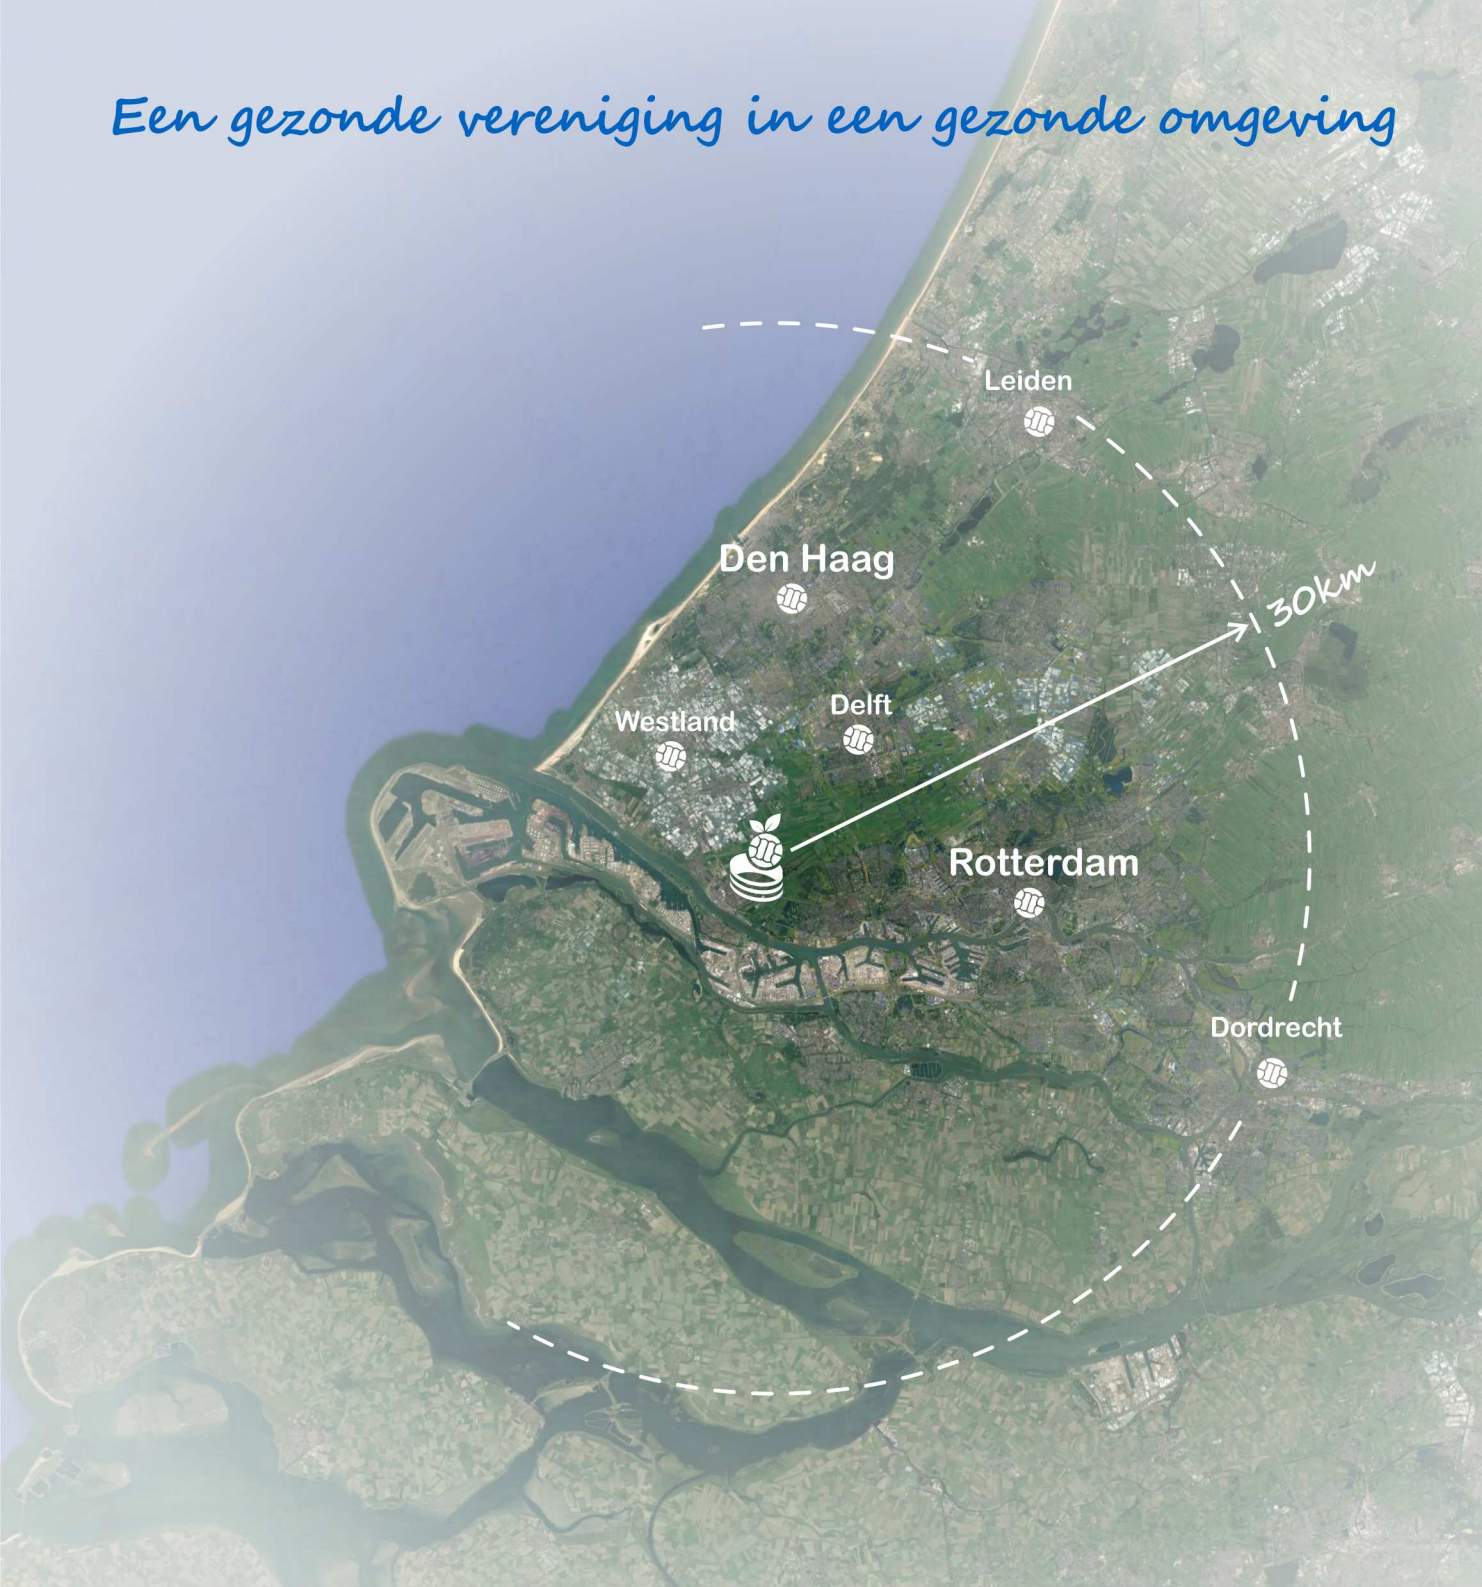 Een gezonde vereniging in een gezonde omgeving
Leiden
Den Haag
30km
Delft
Westland
Rotterdam
Dordrecht